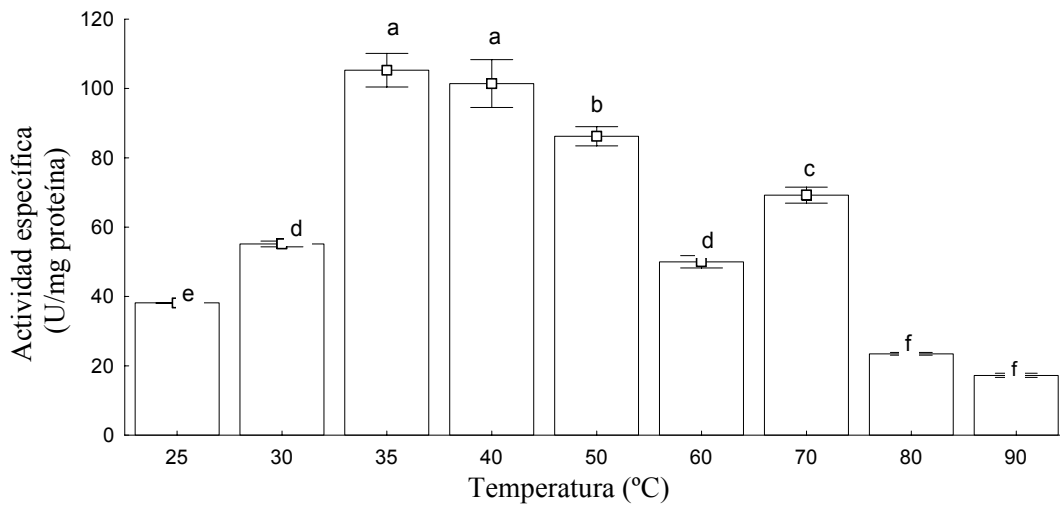 120
100
80
60
40
20
0
Actividad específica
(U/mg proteína)
e
d
a
a
b
d
c
f
f
25 30 35 40 50 60 70 80 90
Temperatura (ºC)